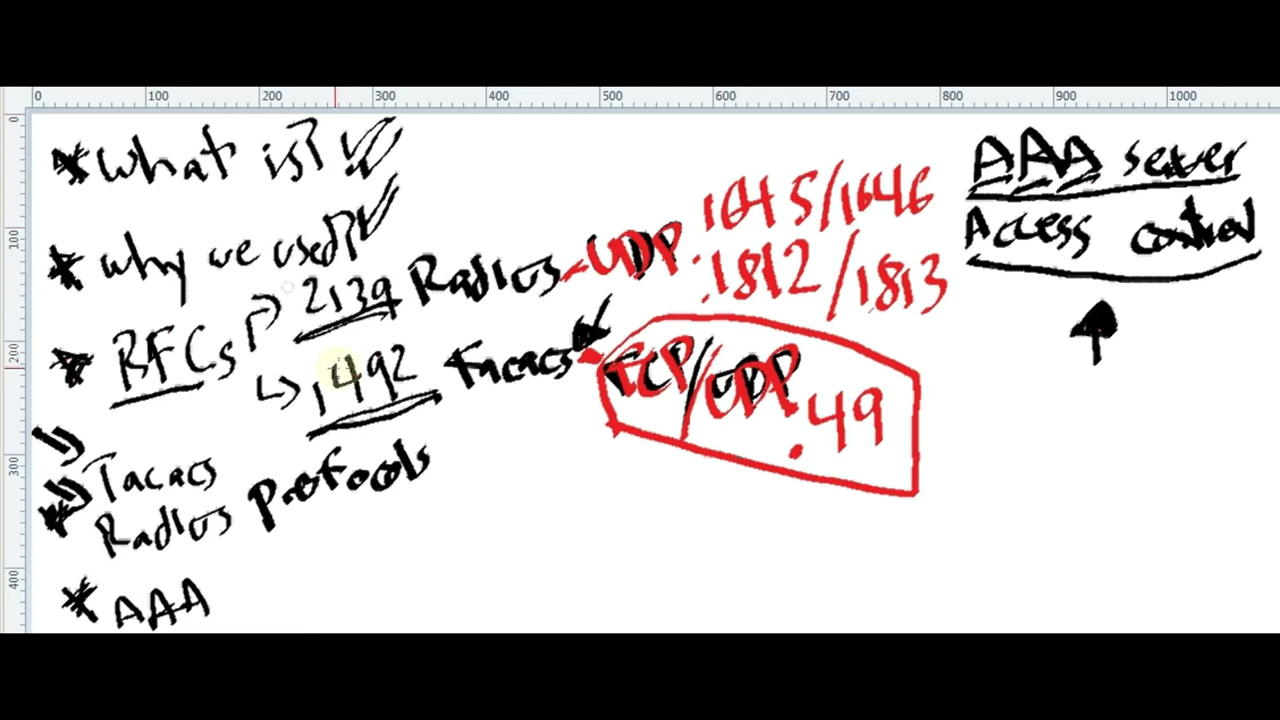 0 100 200 300 400 500 600 700 800 900 1000
0
100
200
300
400
* What is?
* Why we used?
* RFCs
2139 Radius - UDP .1645/1646
.1812/1813
1492 Tacacs - TCP/UDP .49
Tacacs
* Radius protocols
* AAA
AAA server
Access control